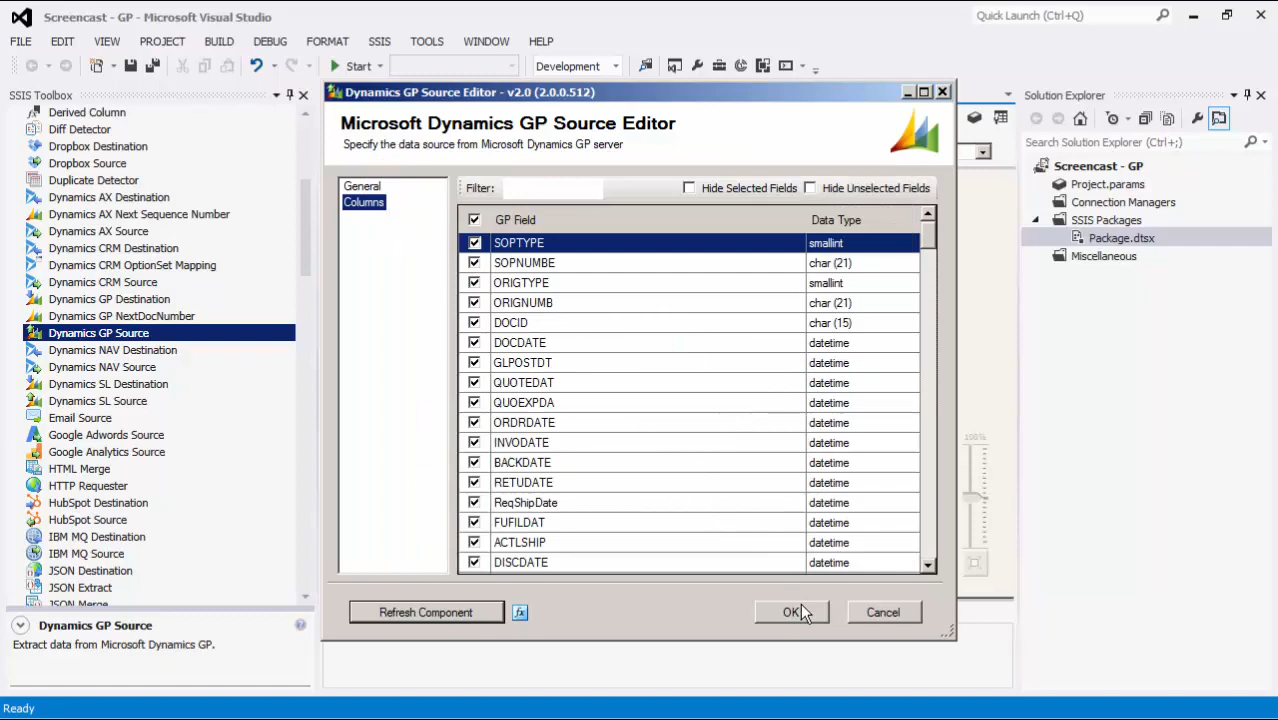 Screencast - GP - Microsoft Visual Studio
Quick Launch (Ctrl+Q)
FILE EDIT VIEW PROJECT BUILD DEBUG FORMAT SSIS TOOLS WINDOW HELP
Start Development
SSIS Toolbox
Derived Column
Diff Detector
Dropbox Destination
Dropbox Source
Duplicate Detector
Dynamics AX Destination
Dynamics AX Next Sequence Number
Dynamics AX Source
Dynamics CRM Destination
Dynamics CRM OptionSet Mapping
Dynamics CRM Source
Dynamics GP Destination
Dynamics GP NextDocNumber
Dynamics GP Source
Dynamics NAV Destination
Dynamics NAV Source
Dynamics SL Destination
Dynamics SL Source
Email Source
Google Adwords Source
Google Analytics Source
HTML Merge
HTTP Requester
HubSpot Destination
HubSpot Source
IBM MQ Destination
IBM MQ Source
JSON Destination
JSON Extract
JSON Merge
Dynamics GP Source
Extract data from Microsoft Dynamics GP.
Dynamics GP Source Editor - v2.0 (2.0.0.512)
Microsoft Dynamics GP Source Editor
Specify the data source from Microsoft Dynamics GP server
General
Columns
Filter: Hide Selected Fields Hide Unselected Fields
GP Field Data Type
SOPTYPE smallint
SOPNUMBE char (21)
ORIGTYPE smallint
ORIGNUMB char (21)
DOCID char (15)
DOCDATE datetime
GLPOSTDT datetime
QUOTEDAT datetime
QUOEXPDA datetime
ORDRDATE datetime
INVODATE datetime
BACKDATE datetime
RETUDATE datetime
ReqShipDate datetime
FUFILDAT datetime
ACTLSHIP datetime
DISCDATE datetime
Refresh Component fx OK Cancel
100%
Solution Explorer
Search Solution Explorer (Ctrl+;)
Screencast - GP
Project.params
Connection Managers
SSIS Packages
Package.dtsx
Miscellaneous
Ready